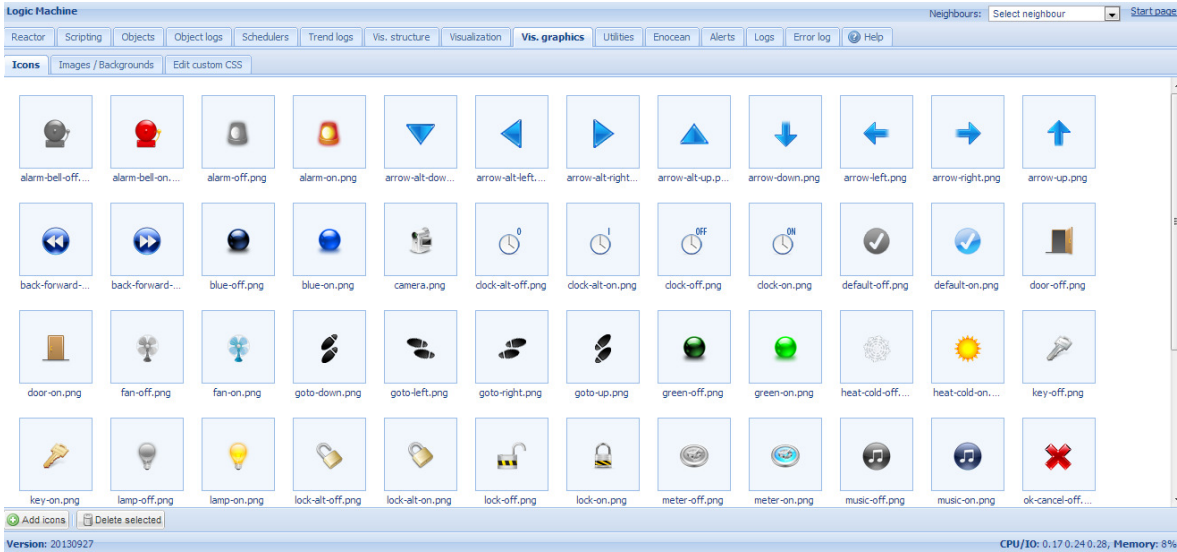 Logic Machine Neighbours: Select neighbour Start page
Reactor Scripting Objects Object logs Schedulers Trend logs Vis. structure Visualization Vis. graphics Utilities Enocean Alerts Logs Error log Help
Icons Images / Backgrounds Edit custom CSS
0 I OFF ON
alarm-bell-off.... alarm-bell-on.... alarm-off.png alarm-on.png arrow-alt-dow... arrow-alt-left.... arrow-alt-right... arrow-alt-up.p... arrow-down.png arrow-left.png arrow-right.png arrow-up.png
back-forward-... back-forward-... blue-off.png blue-on.png camera.png clock-alt-off.png clock-alt-on.png clock-off.png clock-on.png default-off.png default-on.png door-off.png
door-on.png fan-off.png fan-on.png goto-down.png goto-left.png goto-right.png goto-up.png green-off.png green-on.png heat-cold-off.... heat-cold-on.... key-off.png
key-on.png lamp-off.png lamp-on.png lock-alt-off.png lock-alt-on.png lock-off.png lock-on.png meter-off.png meter-on.png music-off.png music-on.png ok-cancel-off....
Add icons Delete selected
Version: 20130927 CPU/IO: 0.17 0.24 0.28, Memory: 8%